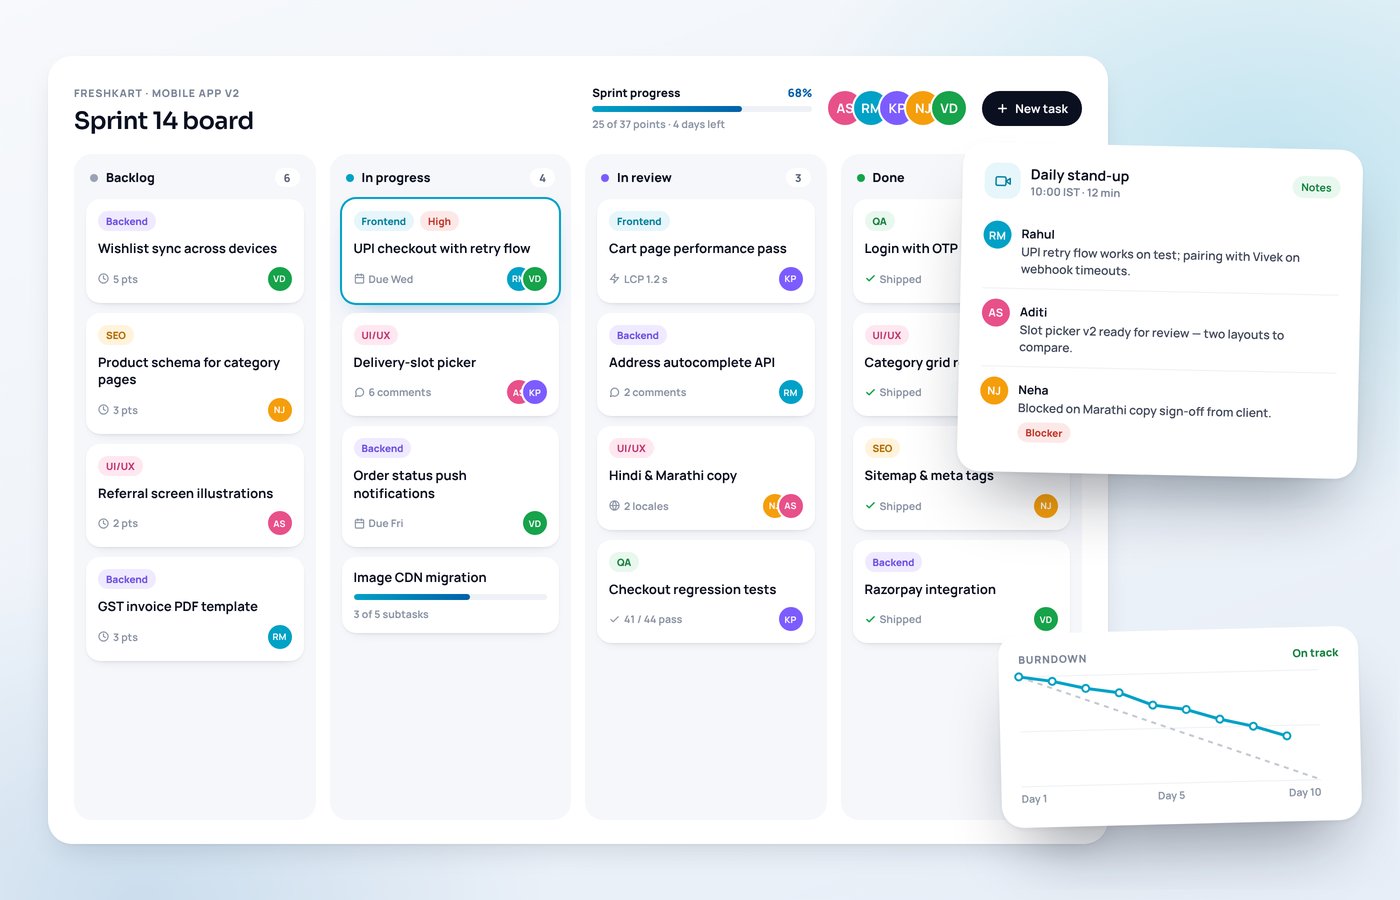 FRESHKART · MOBILE APP V2
Sprint 14 board
Sprint progress 68%
25 of 37 points · 4 days left
AS RM KP NJ VD
+ New task
Backlog 6
Backend
Wishlist sync across devices
5 pts VD
SEO
Product schema for category
pages
3 pts NJ
UI/UX
Referral screen illustrations
2 pts AS
Backend
GST invoice PDF template
3 pts RM
In progress 4
Frontend High
UPI checkout with retry flow
Due Wed RM VD
UI/UX
Delivery-slot picker
6 comments AS KP
Backend
Order status push
notifications
Due Fri VD
Image CDN migration
3 of 5 subtasks
In review 3
Frontend
Cart page performance pass
LCP 1.2 s KP
Backend
Address autocomplete API
2 comments RM
UI/UX
Hindi & Marathi copy
2 locales NJ AS
QA
Checkout regression tests
41 / 44 pass KP
Done
QA
Login with OTP
Shipped
UI/UX
Category grid
Shipped
SEO
Sitemap & meta tags
Shipped NJ
Backend
Razorpay integration
Shipped VD
Daily stand-up
10:00 IST · 12 min
Notes
RM Rahul
UPI retry flow works on test; pairing with Vivek on
webhook timeouts.
AS Aditi
Slot picker v2 ready for review — two layouts to
compare.
NJ Neha
Blocked on Marathi copy sign-off from client.
Blocker
BURNDOWN On track
Day 1 Day 5 Day 10